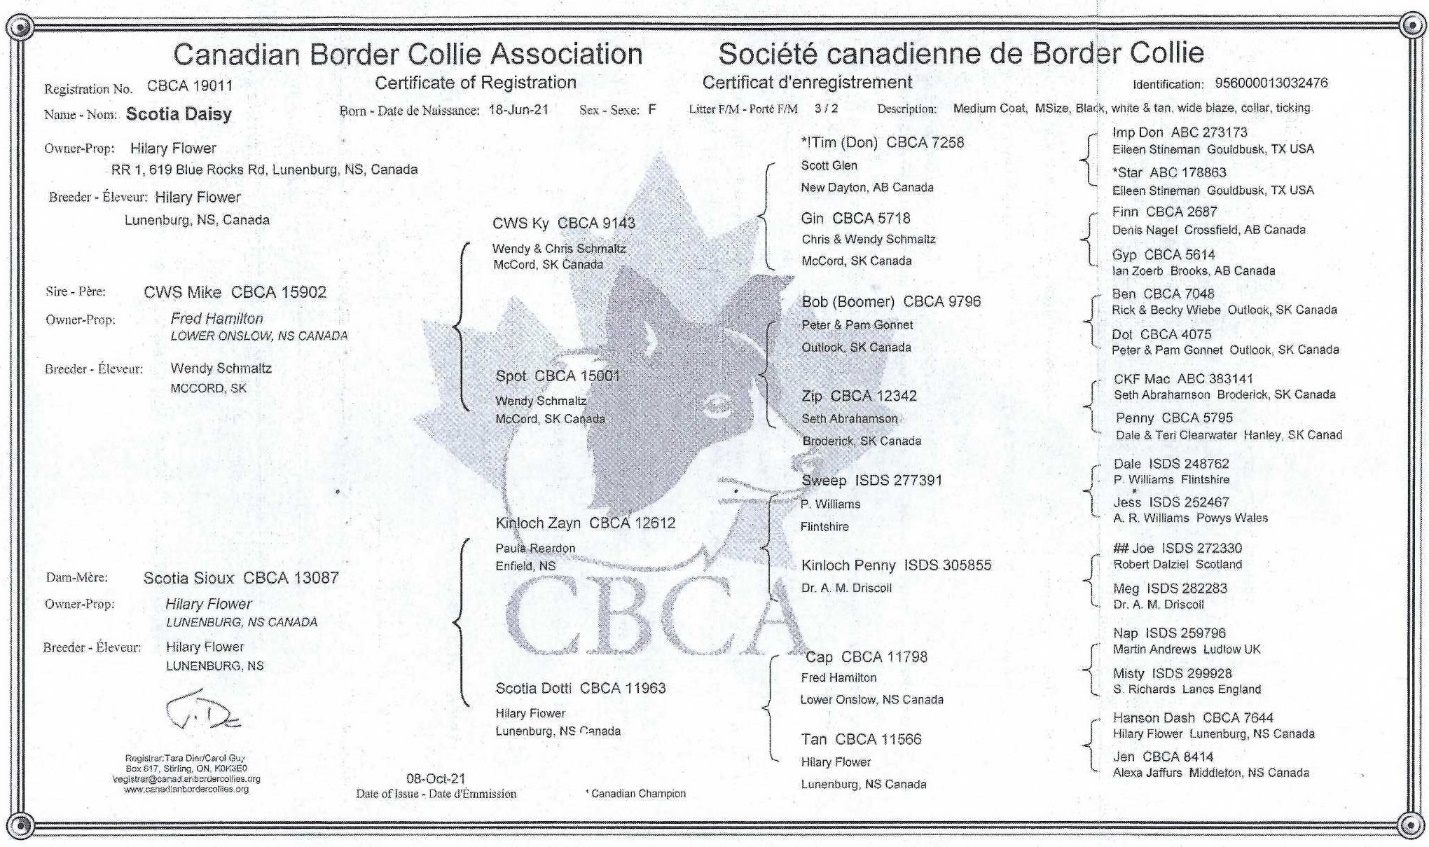 Canadian Border Collie Association
Société canadienne de Border Collie
Certificate of Registration
Certificat d'enregistrement
Registration No. CBCA 19011
Identification: 956000013032476
Name - Nom: Scotia Daisy
Born - Date de Naissance: 18-Jun-21
Sex - Sexe: F
Litter F/M - Porté F/M 3 / 2
Description: Medium Coat, MSize, Black, white & tan, wide blaze, collar, ticking
Owner-Prop: Hilary Flower
RR 1, 619 Blue Rocks Rd, Lunenburg, NS, Canada
Breeder - Éleveur: Hilary Flower
Lunenburg, NS, Canada
Sire - Père: CWS Mike CBCA 15902
Owner-Prop: Fred Hamilton
LOWER ONSLOW, NS CANADA
Breeder - Éleveur: Wendy Schmaltz
MCCORD, SK
Dam-Mère: Scotia Sioux CBCA 13087
Owner-Prop: Hilary Flower
LUNENBURG, NS CANADA
Breeder - Éleveur: Hilary Flower
LUNENBURG, NS
Registrar:Tara Dier/Carol Guy
Box 617, Stirling, ON, K0K3E0
registrar@canadianbordercollies.org
www.canadianbordercollies.org
08-Oct-21
Date of Issue - Date d'Émmission
* Canadian Champion
CWS Ky CBCA 9143
Wendy & Chris Schmaltz
McCord, SK Canada
Spot CBCA 15001
Wendy Schmaltz
McCord, SK Canada
Kinloch Zayn CBCA 12612
Paula Reardon
Enfield, NS
CBCA
Scotia Dotti CBCA 11963
Hilary Flower
Lunenburg, NS Canada
*!Tim (Don) CBCA 7258
Scott Glen
New Dayton, AB Canada
Gin CBCA 5718
Chris & Wendy Schmaltz
McCord, SK Canada
Bob (Boomer) CBCA 9796
Peter & Pam Gonnet
Outlook, SK Canada
Zip CBCA 12342
Seth Abrahamson
Broderick, SK Canada
Sweep ISDS 277391
P. Williams
Flintshire
Kinloch Penny ISDS 305855
Dr. A. M. Driscoll
Cap CBCA 11798
Fred Hamilton
Lower Onslow, NS Canada
Tan CBCA 11566
Hilary Flower
Lunenburg, NS Canada
Imp Don ABC 273173
Eileen Stineman Gouldbusk, TX USA
*Star ABC 178863
Eileen Stineman Gouldbusk, TX USA
Finn CBCA 2687
Denis Nagel Crossfield, AB Canada
Gyp CBCA 5614
Ian Zoerb Brooks, AB Canada
Ben CBCA 7048
Rick & Becky Wiebe Outlook, SK Canada
Dot CBCA 4075
Peter & Pam Gonnet Outlook, SK Canada
CKF Mac ABC 383141
Seth Abrahamson Broderick, SK Canada
Penny CBCA 5795
Dale & Teri Clearwater Hanley, SK Canad
Dale ISDS 248762
P. Williams Flintshire
Jess ISDS 252467
A. R. Williams Powys Wales
## Joe ISDS 272330
Robert Dalziel Scotland
Meg ISDS 282283
Dr. A. M. Driscoll
Nap ISDS 259796
Martin Andrews Ludlow UK
Misty ISDS 299928
S. Richards Lancs England
Hanson Dash CBCA 7644
Hilary Flower Lunenburg, NS Canada
Jen CBCA 8414
Alexa Jaffurs Middleton, NS Canada